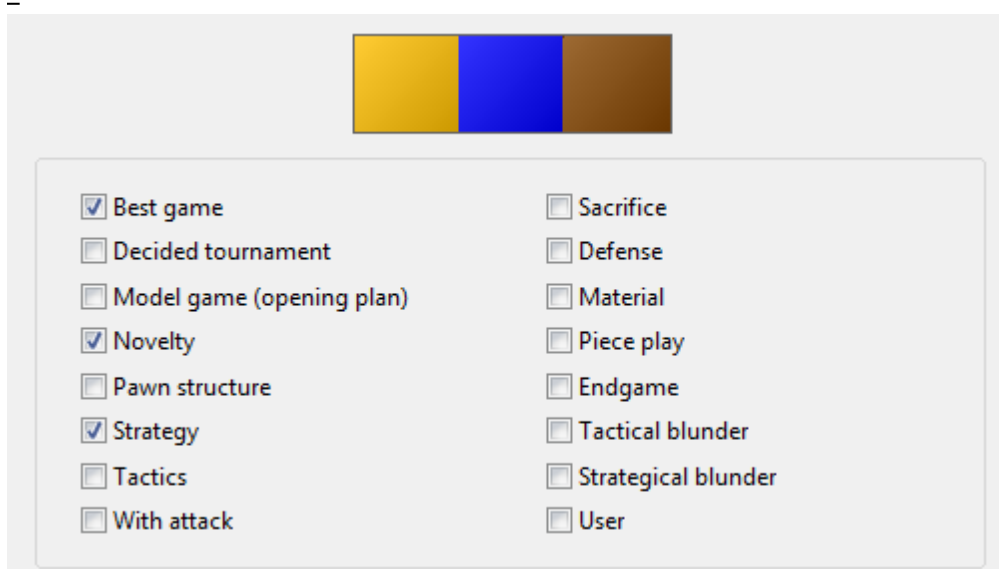 Best game
Decided tournament
Model game (opening plan)
Novelty
Pawn structure
Strategy
Tactics
With attack
Sacrifice
Defense
Material
Piece play
Endgame
Tactical blunder
Strategical blunder
User